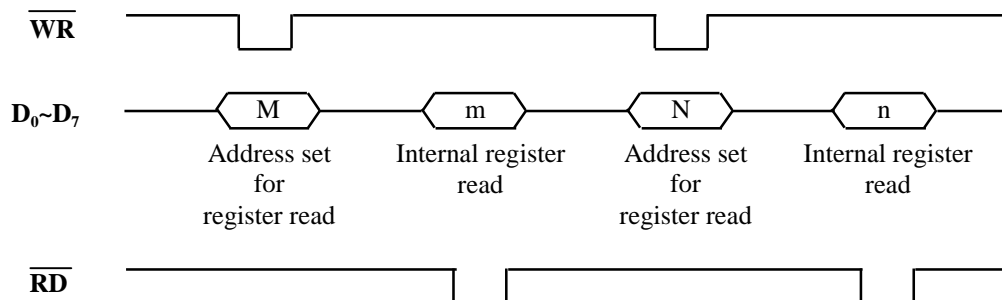 WR
D₀~D₇ M m N n
Address set Internal register Address set Internal register
for read for read
register read register read
RD